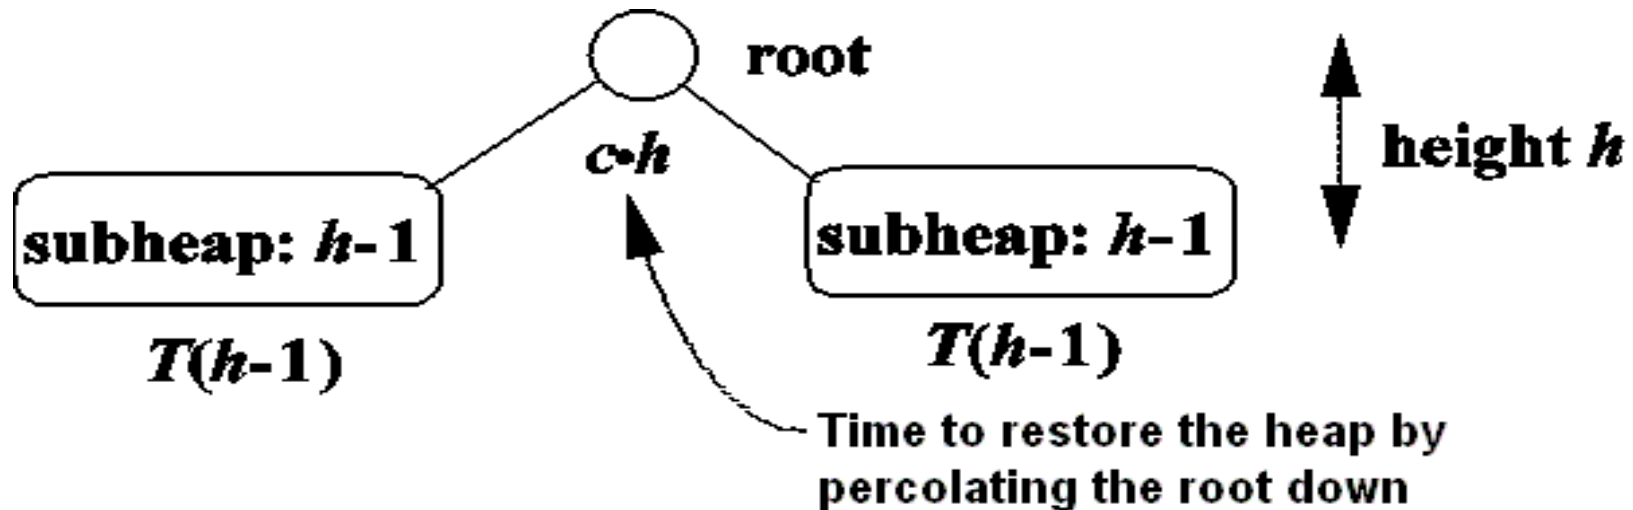 root
c•h
height h
subheap: h-1
subheap: h-1
T(h-1)
T(h-1)
Time to restore the heap by
percolating the root down